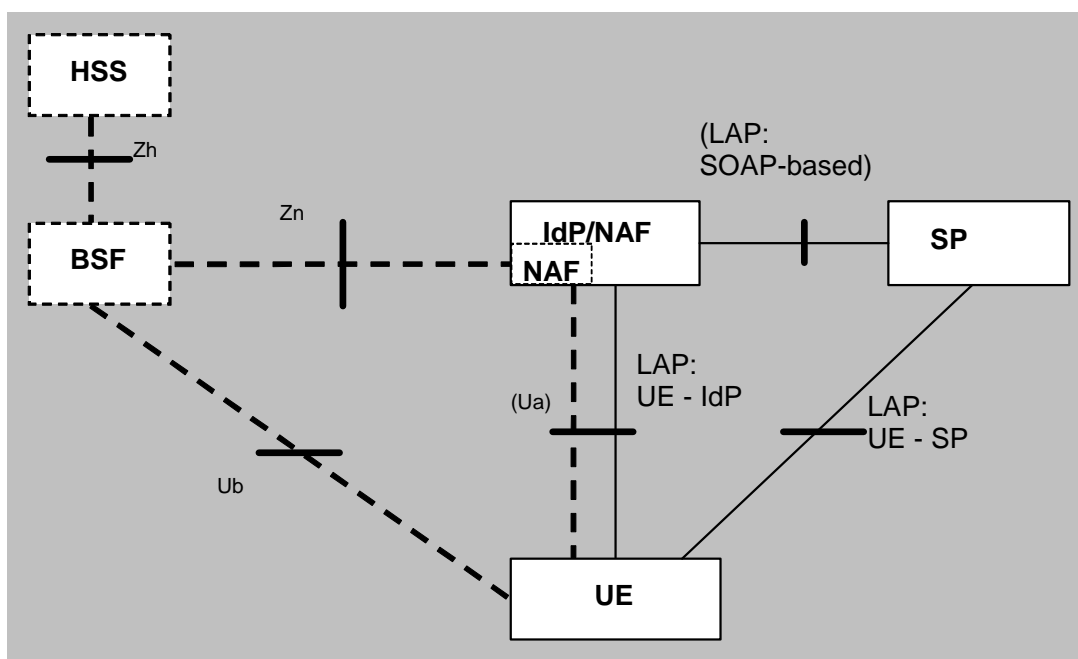 HSS
Zh
(LAP:
SOAP-based)
Zn
IdP/NAF
SP
BSF
NAF
LAP:
UE - IdP
(Ua)
LAP:
UE - SP
Ub
UE